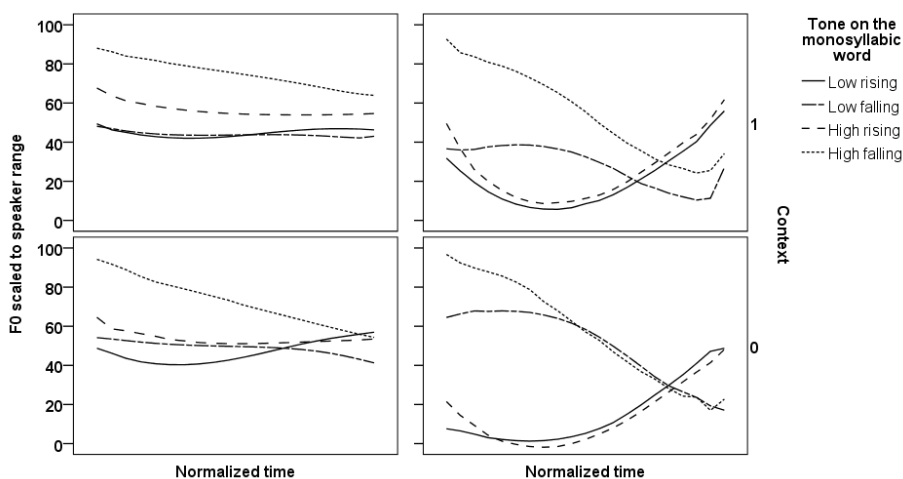 100
80
60
40
20
0
1
100
80
60
40
20
0
0
F0 scaled to speaker range
Normalized time
Normalized time
Context
Tone on the
monosyllabic
word
Low rising
Low falling
High rising
High falling